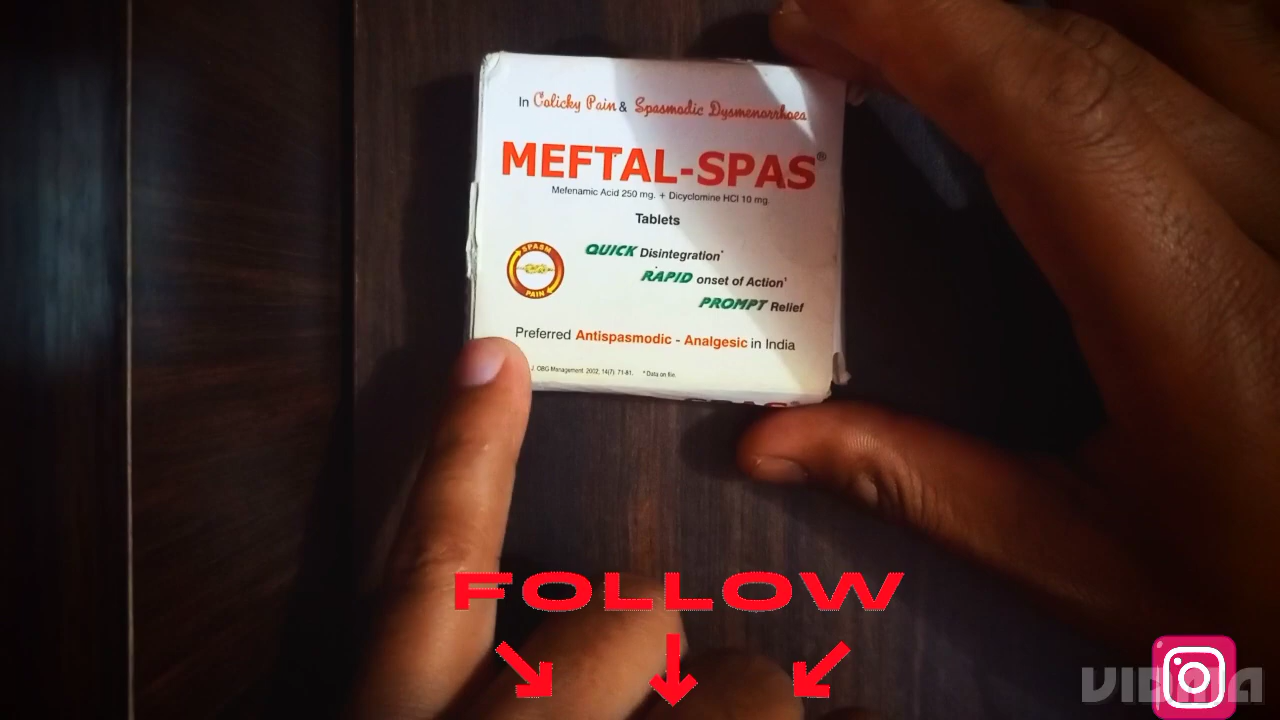 In Colicky Pain & Spasmodic Dysmenorrhoea
MEFTAL-SPAS®
Mefenamic Acid 250 mg. + Dicyclomine HCl 10 mg.
Tablets
SPASM
PAIN
QUICK Disintegration*
RAPID onset of Action¹
PROMPT Relief
Preferred Antispasmodic - Analgesic in India
J. OBG Management. 2002, 14(7): 71-81. * Data on file.
FOLLOW